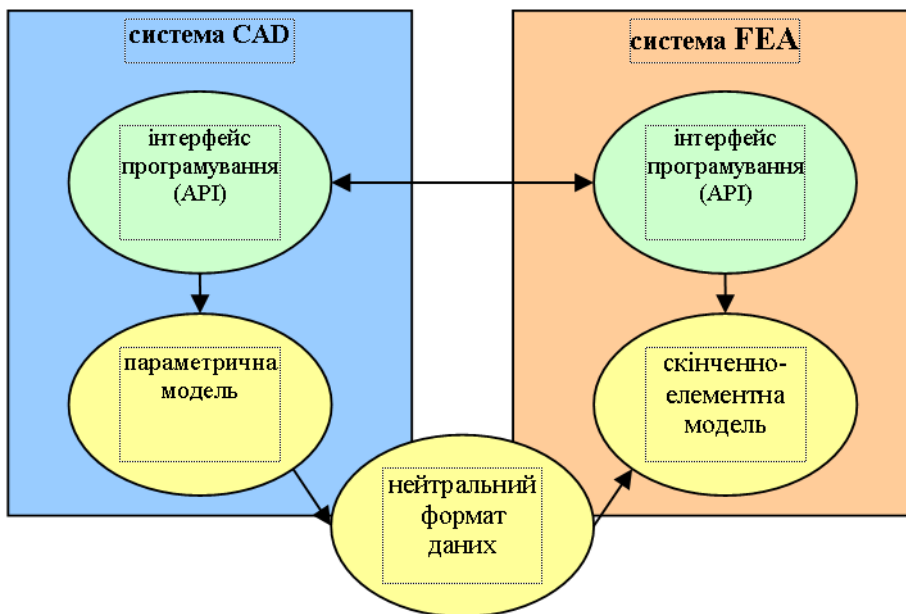 система CAD
система FEA
інтерфейс
програмування
(API)
інтерфейс
програмування
(API)
параметрична
модель
скінченно-
елементна
модель
нейтральний
формат
даних